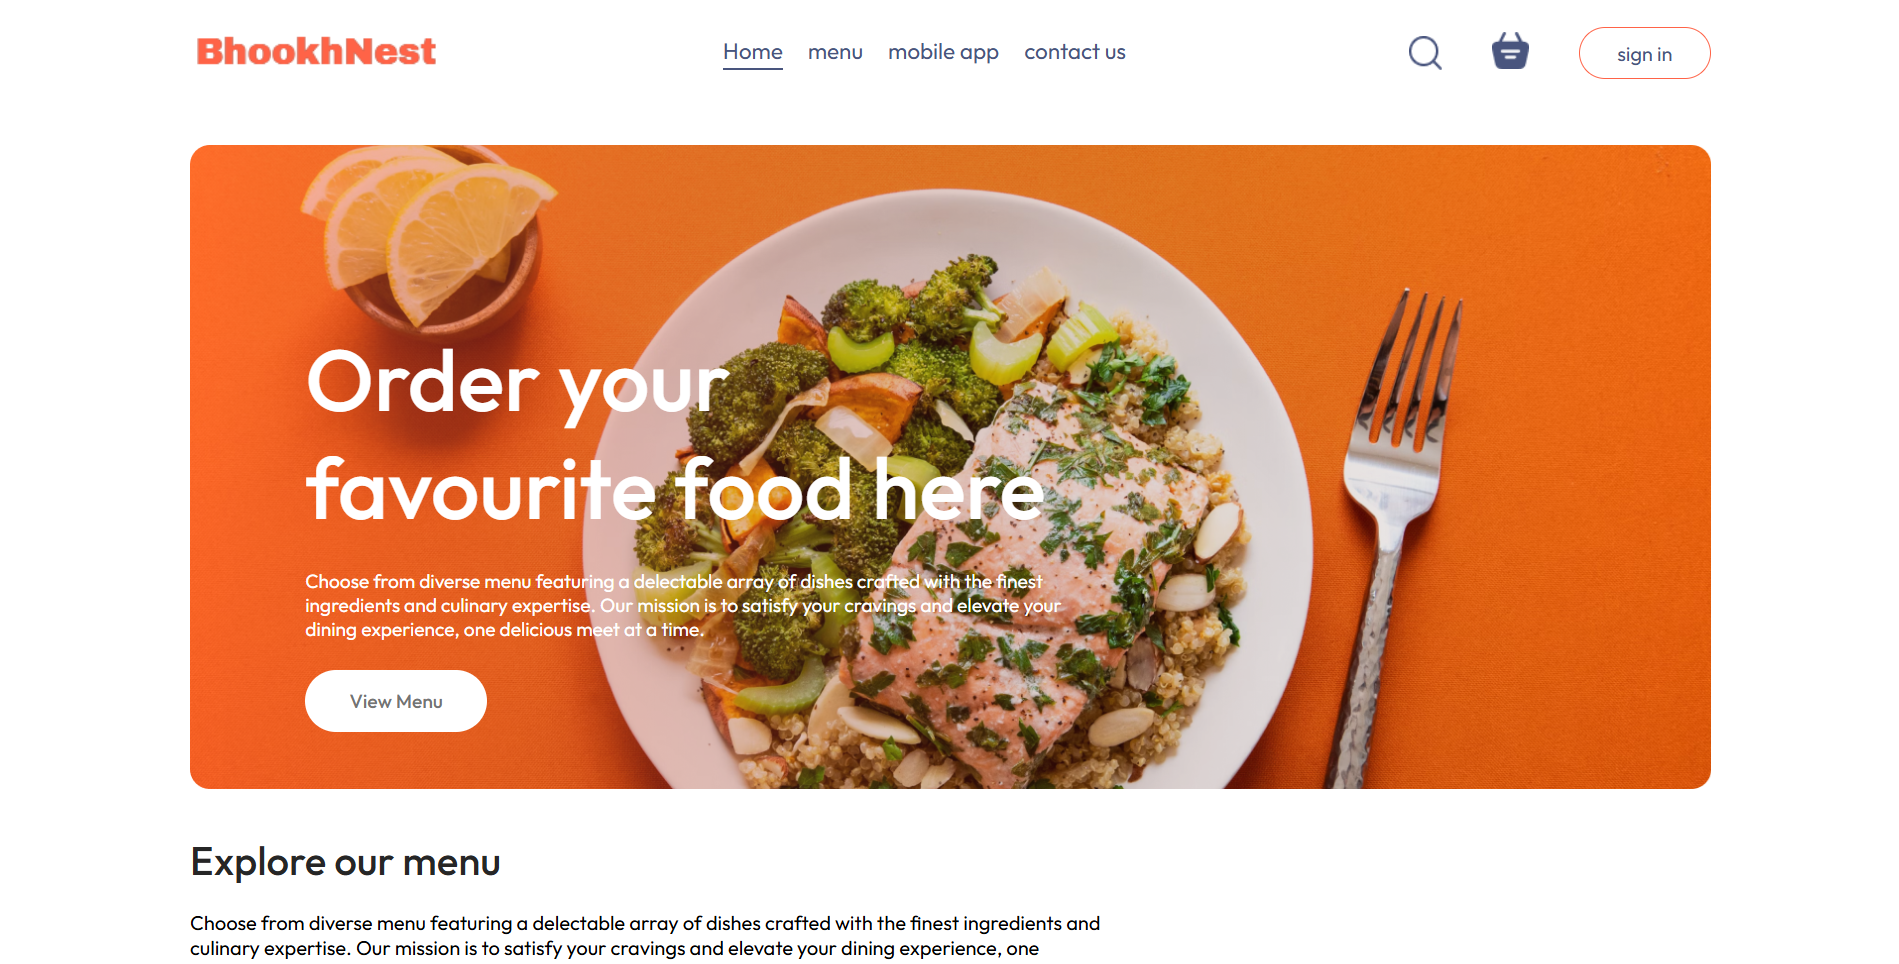 BhookhNest
Home menu mobile app contact us
sign in
Order your
favourite food here
Choose from diverse menu featuring a delectable array of dishes crafted with the finest
ingredients and culinary expertise. Our mission is to satisfy your cravings and elevate your
dining experience, one delicious meet at a time.
View Menu
Explore our menu
Choose from diverse menu featuring a delectable array of dishes crafted with the finest ingredients and
culinary expertise. Our mission is to satisfy your cravings and elevate your dining experience, one